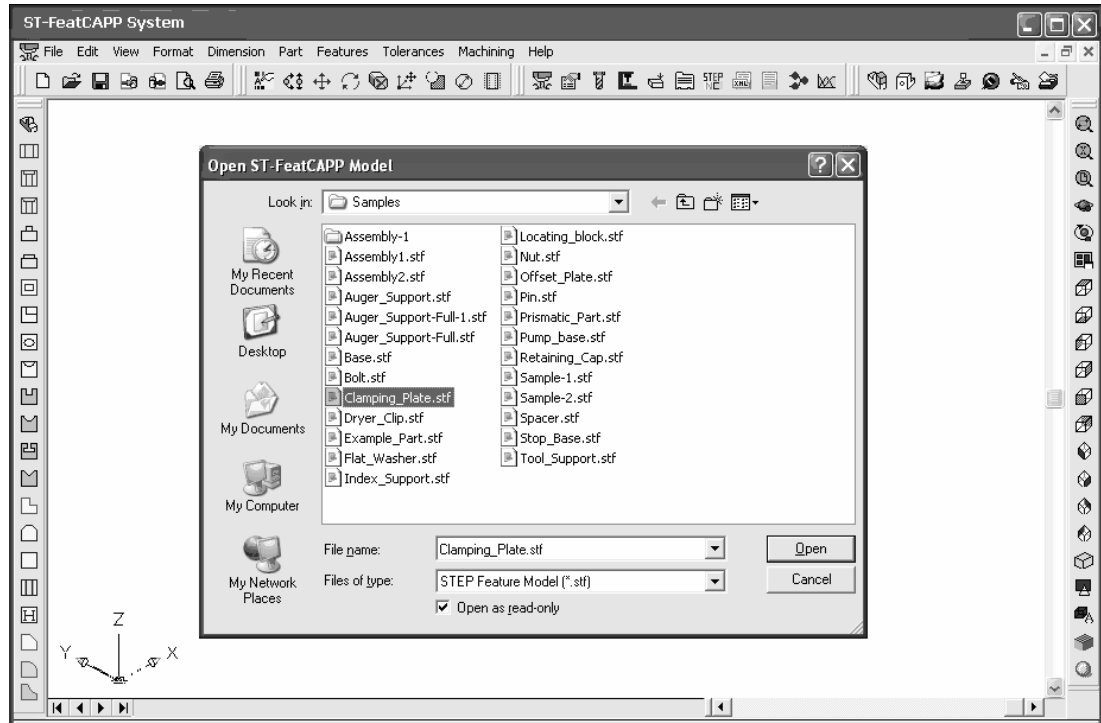 ST-FeatCAPP System
File Edit View Format Dimension Part Features Tolerances Machining Help
STEP
NC
XML
Open ST-FeatCAPP Model
Look in: Samples
My Recent
Documents
Desktop
My Documents
My Computer
My Network
Places
Assembly-1
Assembly1.stf
Assembly2.stf
Auger_Support.stf
Auger_Support-Full-1.stf
Auger_Support-Full.stf
Base.stf
Bolt.stf
Clamping_Plate.stf
Dryer_Clip.stf
Example_Part.stf
Flat_Washer.stf
Index_Support.stf
Locating_block.stf
Nut.stf
Offset_Plate.stf
Pin.stf
Prismatic_Part.stf
Pump_base.stf
Retaining_Cap.stf
Sample-1.stf
Sample-2.stf
Spacer.stf
Stop_Base.stf
Tool_Support.stf
File name: Clamping_Plate.stf Open
Files of type: STEP Feature Model (*.stf) Cancel
Open as read-only
Z
Y X